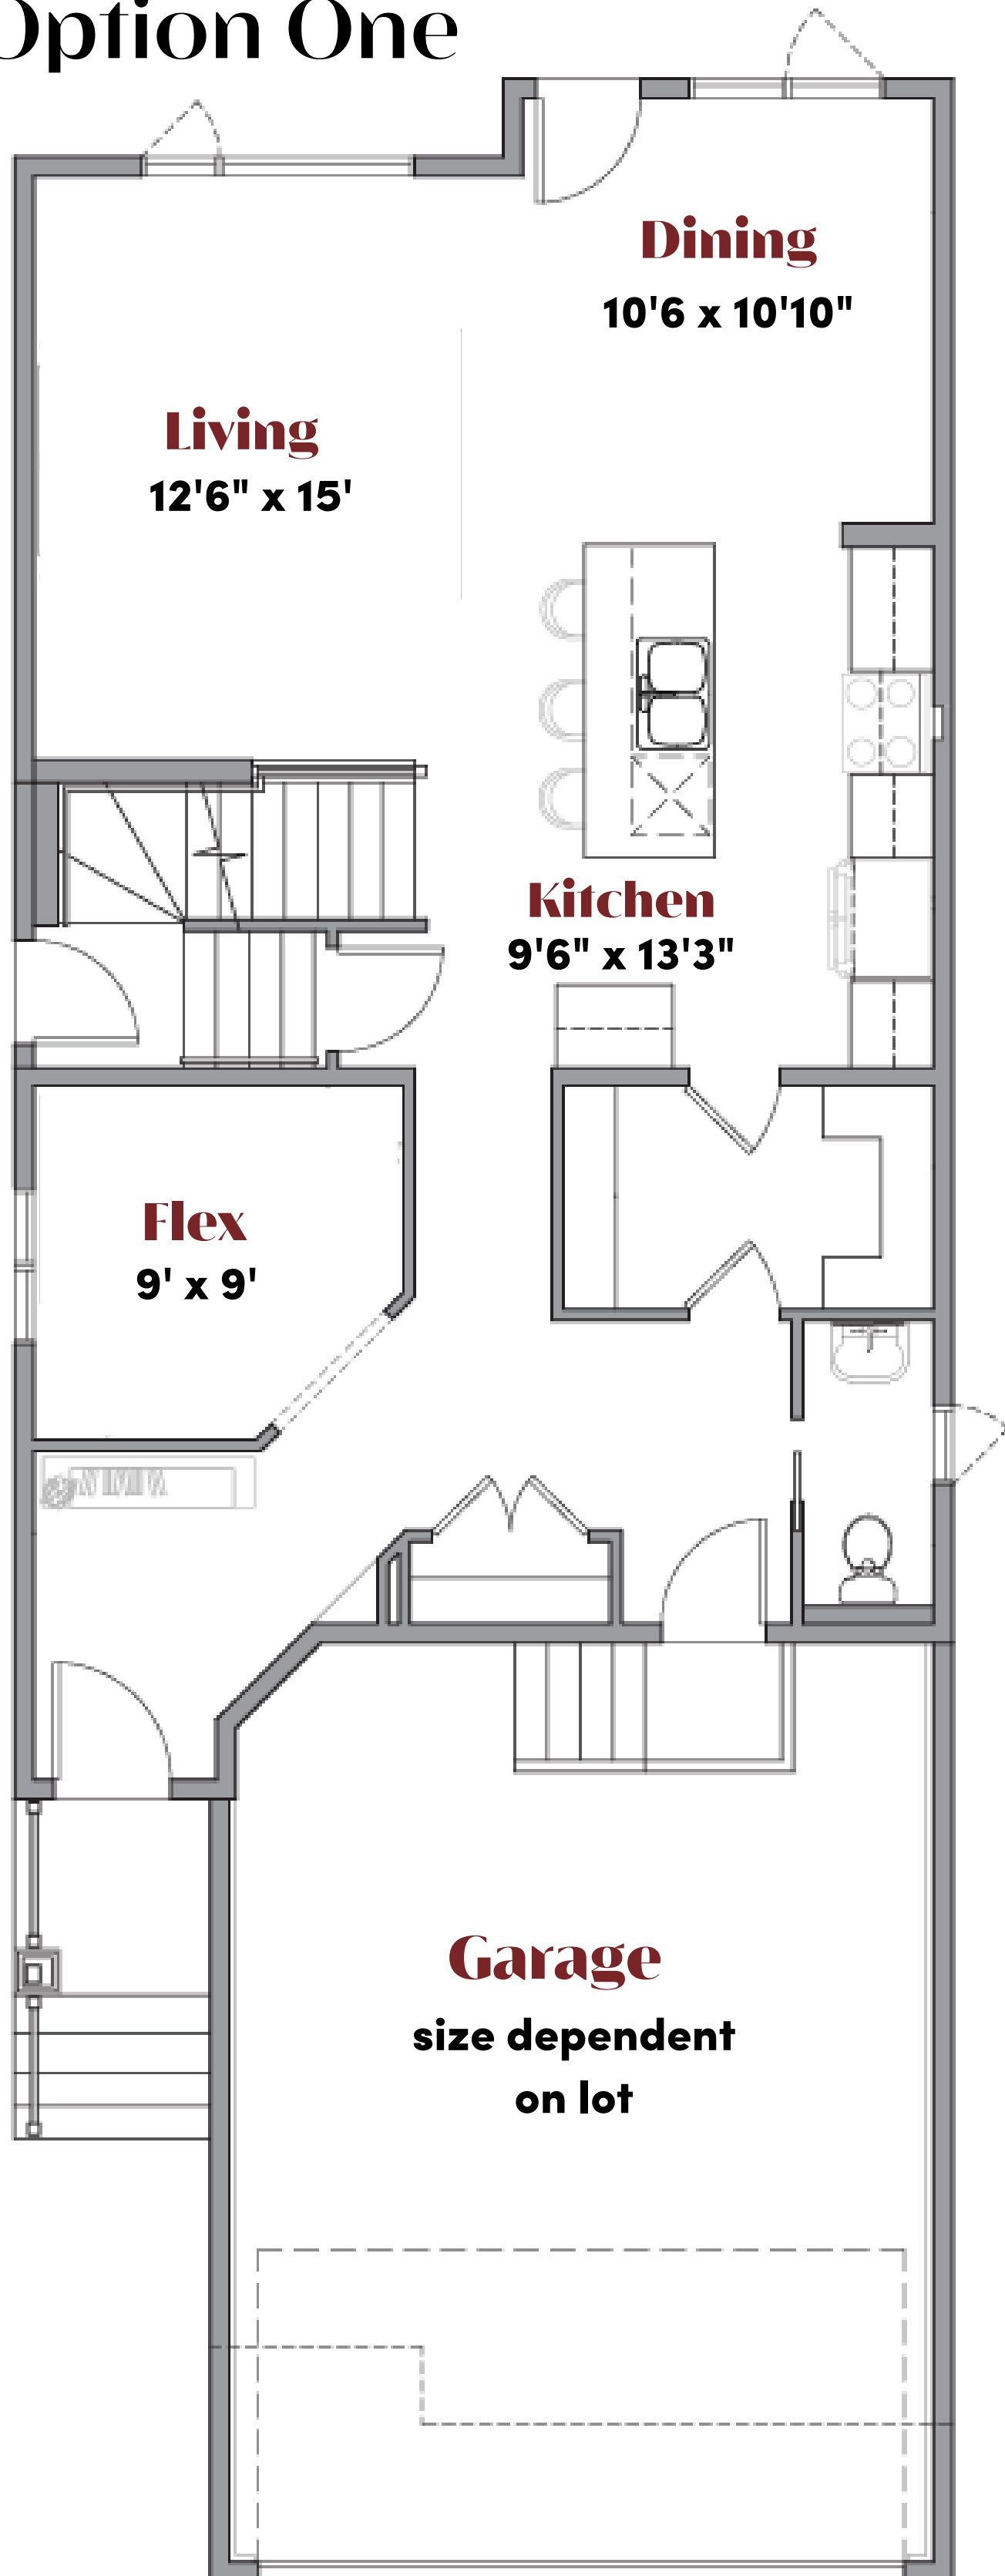 Option One
Dining
10'6 x 10'10"
Living
12'6" x 15'
Kitchen
9'6" x 13'3"
Flex
9' x 9'
Garage
size dependent
on lot